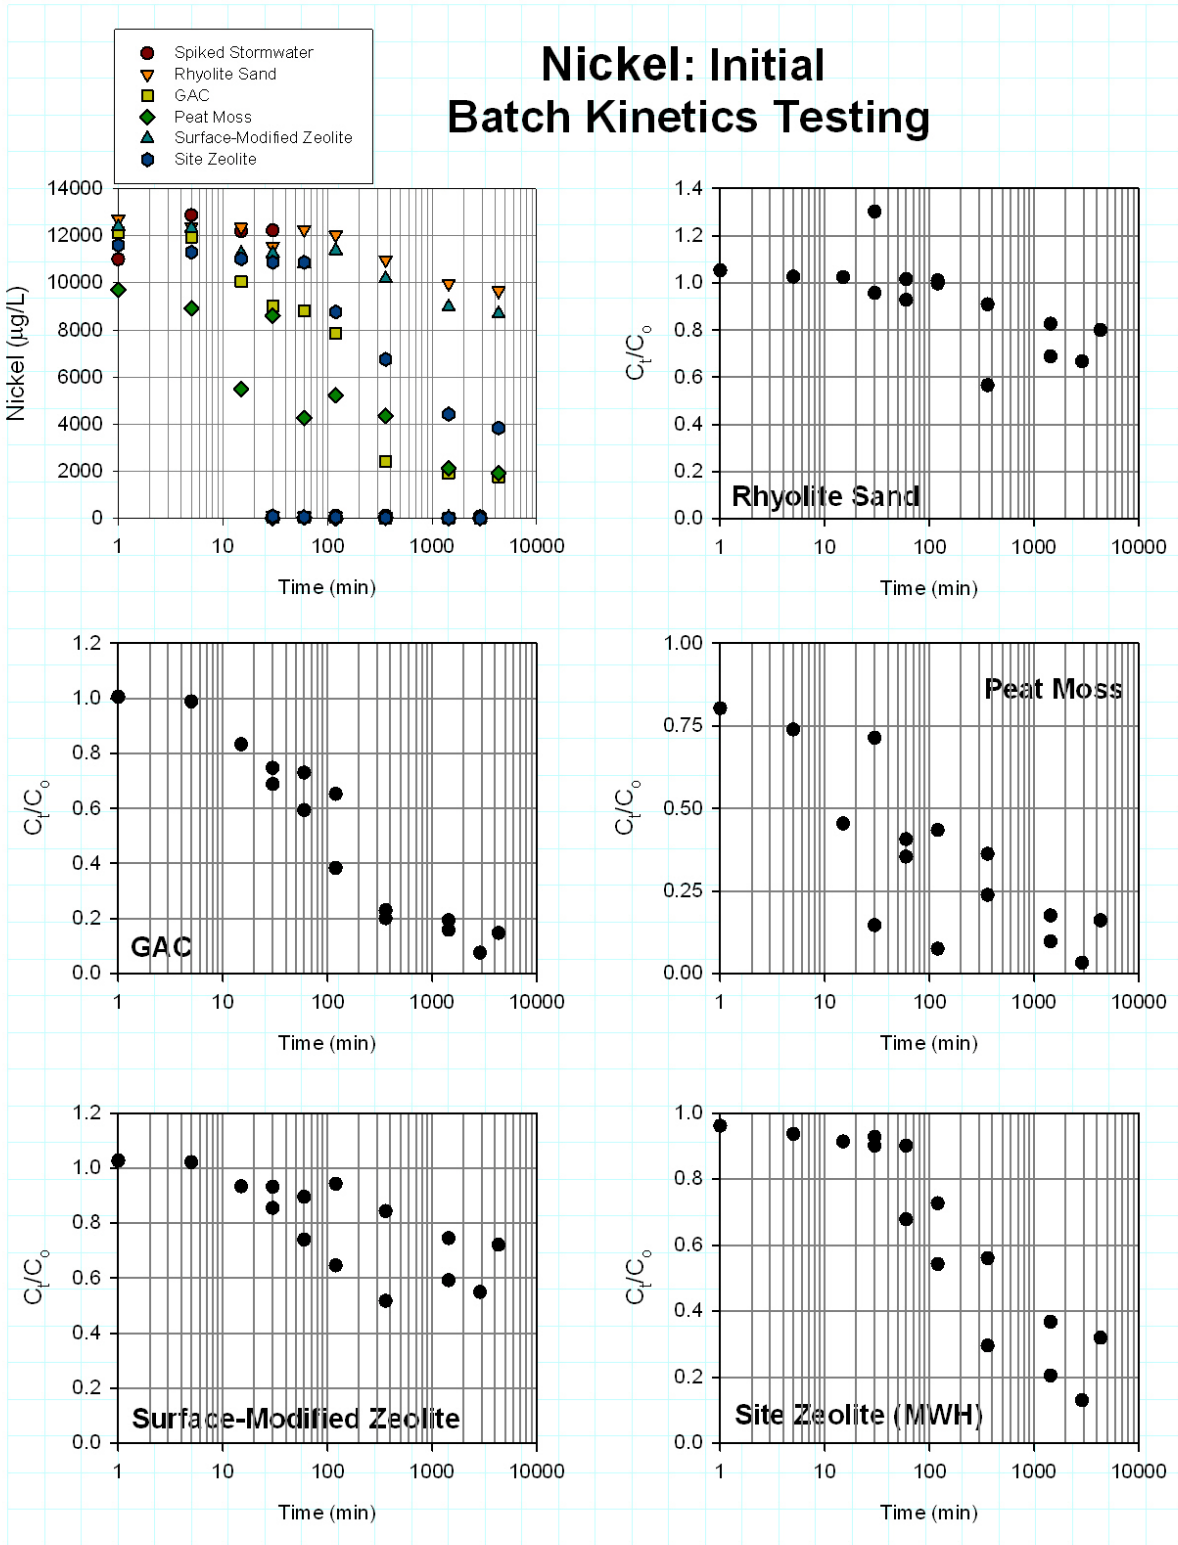 Spiked Stormwater
Rhyolite Sand
GAC
Peat Moss
Surface-Modified Zeolite
Site Zeolite
Nickel: Initial
Batch Kinetics Testing
Nickel (µg/L)
14000
12000
10000
8000
6000
4000
2000
0
1 10 100 1000 10000
Time (min)
Ct/Co
1.4
1.2
1.0
0.8
0.6
0.4
0.2
0.0
Rhyolite Sand
1 10 100 1000 10000
Time (min)
Ct/Co
1.2
1.0
0.8
0.6
0.4
0.2
0.0
GAC
1 10 100 1000 10000
Time (min)
Ct/Co
1.00
0.75
0.50
0.25
0.00
Peat Moss
1 10 100 1000 10000
Time (min)
Ct/Co
1.2
1.0
0.8
0.6
0.4
0.2
0.0
Surface-Modified Zeolite
1 10 100 1000 10000
Time (min)
Ct/Co
1.0
0.8
0.6
0.4
0.2
0.0
Site Zeolite (MWH)
1 10 100 1000 10000
Time (min)